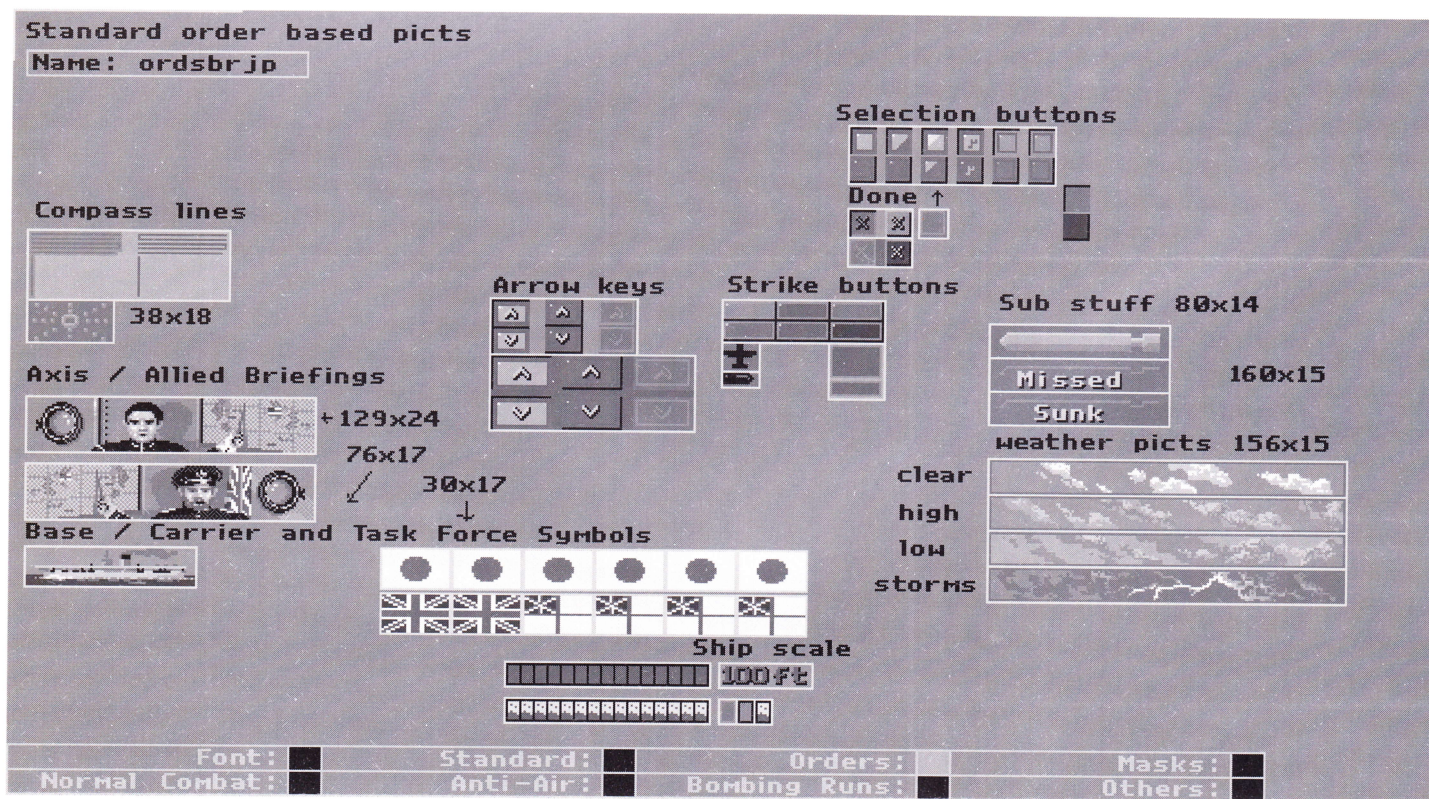 Standard order based picts
Name: ordsbrjp
Selection buttons
Done ↑
Compass lines
38x18
Arrow keys
Strike buttons
Sub stuff 80x14
Missed
Sunk
160x15
Axis / Allied Briefings
+129x24
76x17
30x17
weather picts 156x15
clear
high
low
storms
Base / Carrier and Task Force Symbols
Ship scale
100ft
Font:
Standard:
Orders:
Masks:
Normal Combat:
Anti-Air:
Bombing Runs:
Others: